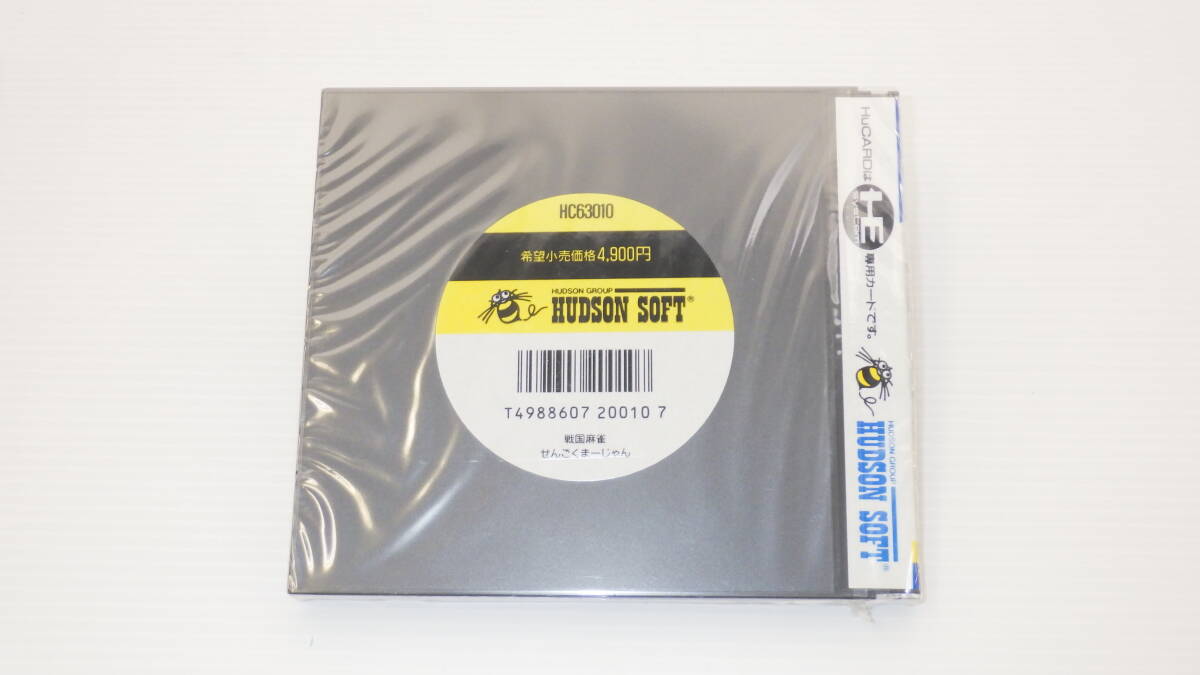 HC63010
希望小売価格4,900円
HUDSON GROUP
HUDSON SOFT®
T4988607 20010 7
戦国麻雀
せんごくまーじゃん
HuCARDは
HE
専用カードです。
HUDSON GROUP
HUDSON SOFT®